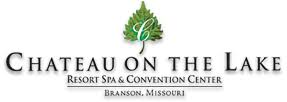 CHATEAU ON THE LAKE
RESORT SPA & CONVENTION CENTER
BRANSON, MISSOURI